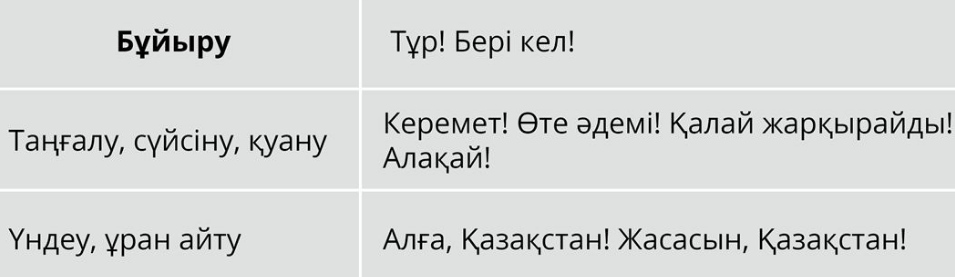 Бұйыру
Тұр! Бері кел!
Таңғалу, сүйсіну, қуану
Керемет! Өте әдемі! Қалай жарқырайды!
Алақай!
Үндеу, ұран айту
Алға, Қазақстан! Жасасын, Қазақстан!